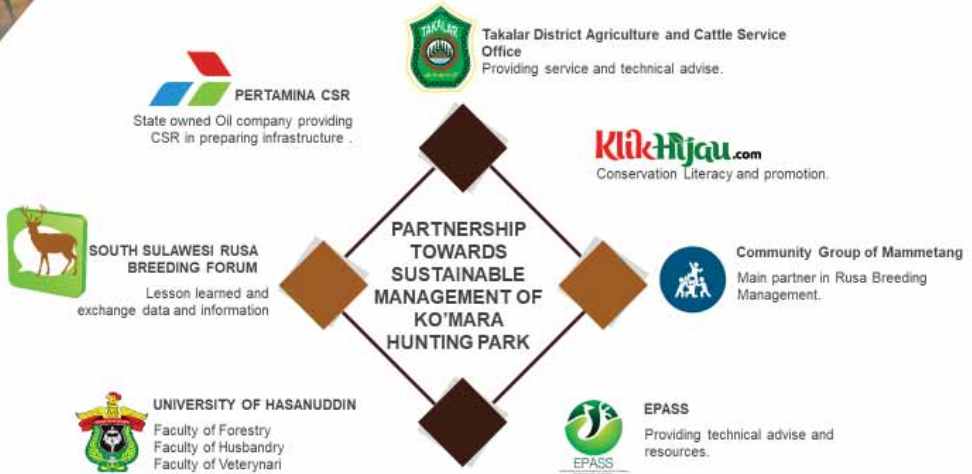 TAKALAR
Takalar District Agriculture and Cattle Service
Office
Providing service and technical advise.
PERTAMINA CSR
State owned Oil company providing
CSR in preparing infrastructure .
KlikHijau.com
Conservation Literacy and promotion.
SOUTH SULAWESI RUSA
BREEDING FORUM
Lesson learned and
exchange data and information
PARTNERSHIP
TOWARDS
SUSTAINABLE
MANAGEMENT OF
KO'MARA
HUNTING PARK
Community Group of Mammetang
Main partner in Rusa Breeding
Management.
UNIVERSITY OF HASANUDDIN
Faculty of Forestry
Faculty of Husbandry
Faculty of Veterynari
EPASS
EPASS
Providing technical advise and
resources.